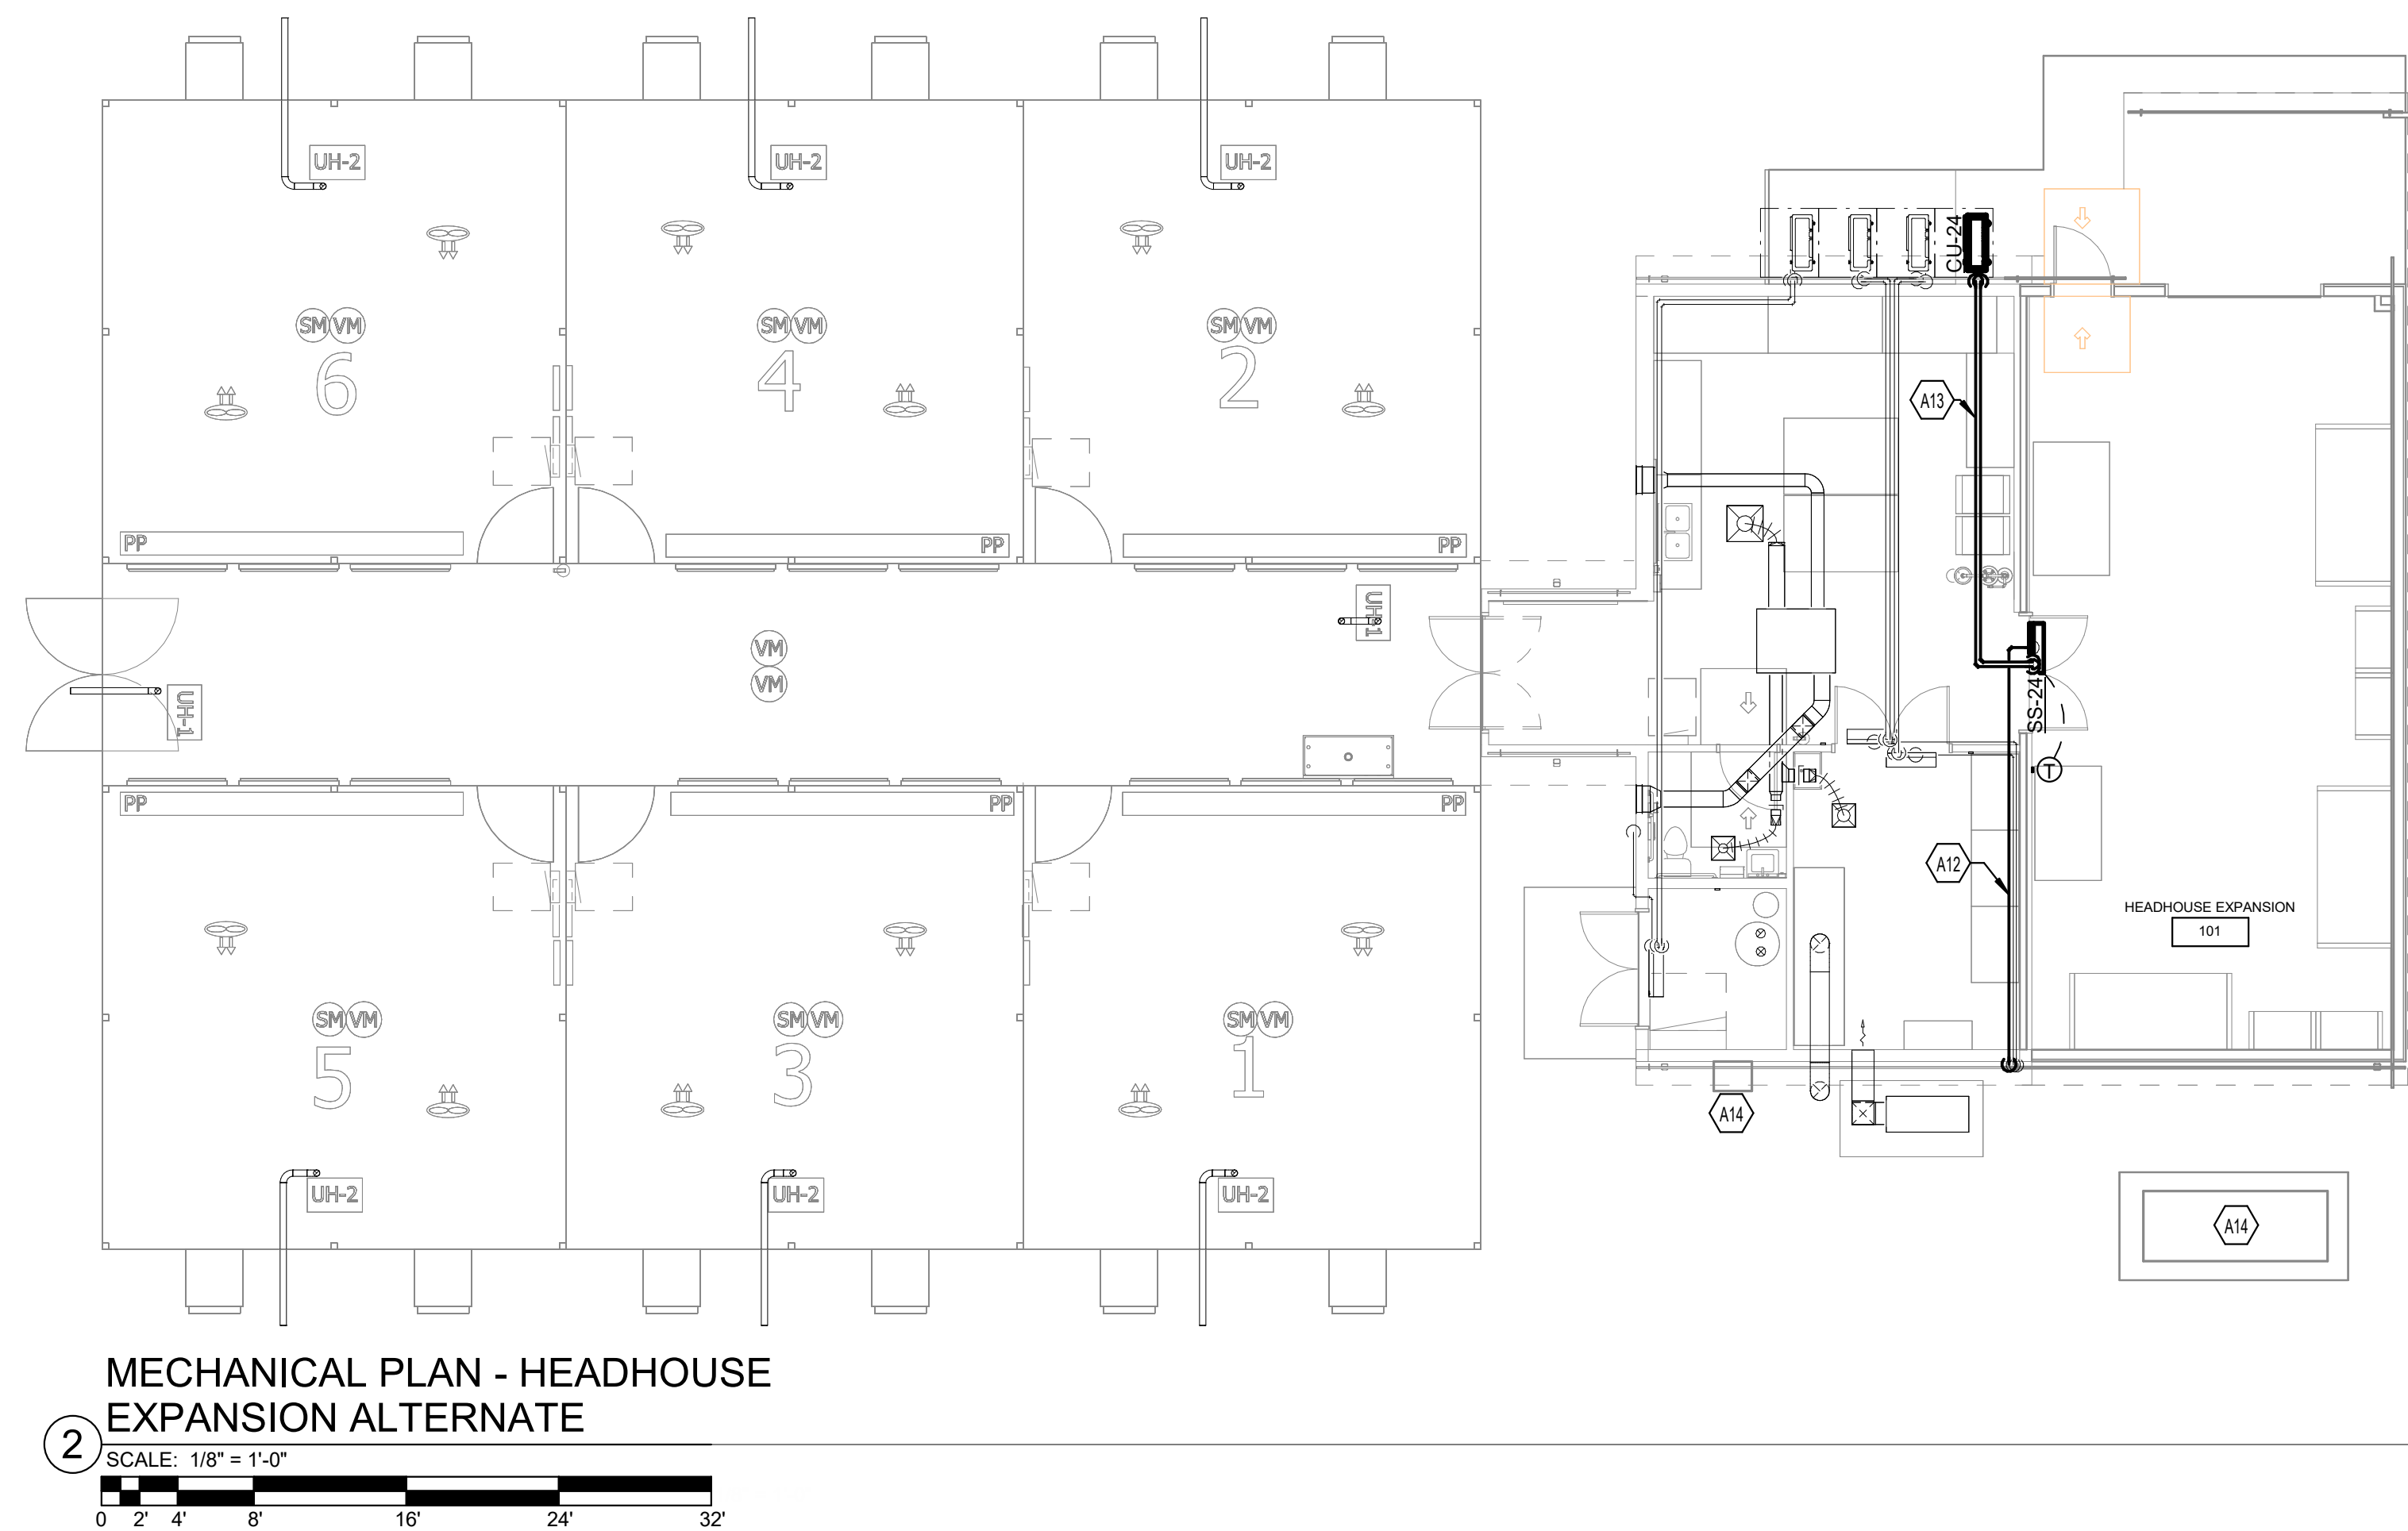 UH-2
UH-2
UH-2
CU-24
SM VM
SM VM
SM VM
6
4
2
A13
PP
PP
PP
UH-1
VM
VM
UH-1
SS-24
T
PP
PP
PP
A12
HEADHOUSE EXPANSION
101
SM VM
SM VM
SM VM
5
3
1
A14
UH-2
UH-2
UH-2
A14
MECHANICAL PLAN - HEADHOUSE
EXPANSION ALTERNATE
2
SCALE: 1/8" = 1'-0"
0 2' 4' 8' 16' 24' 32'